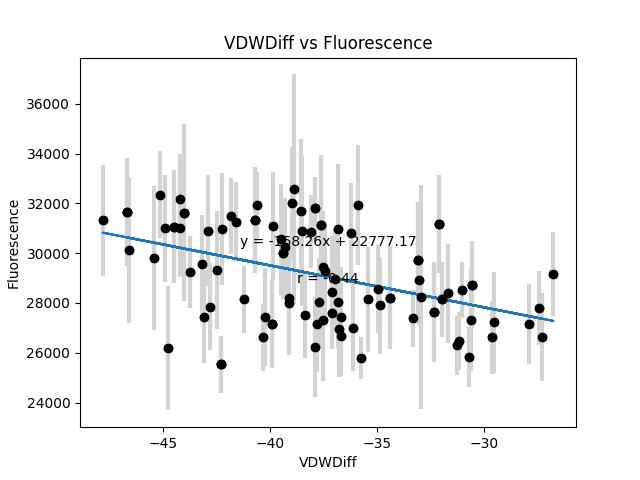 VDWDiff vs Fluorescence
36000
34000
32000
30000
28000
26000
24000
Fluorescence
y = -168.26x + 22777.17
r = -0.44
−45
−40
−35
−30
VDWDiff